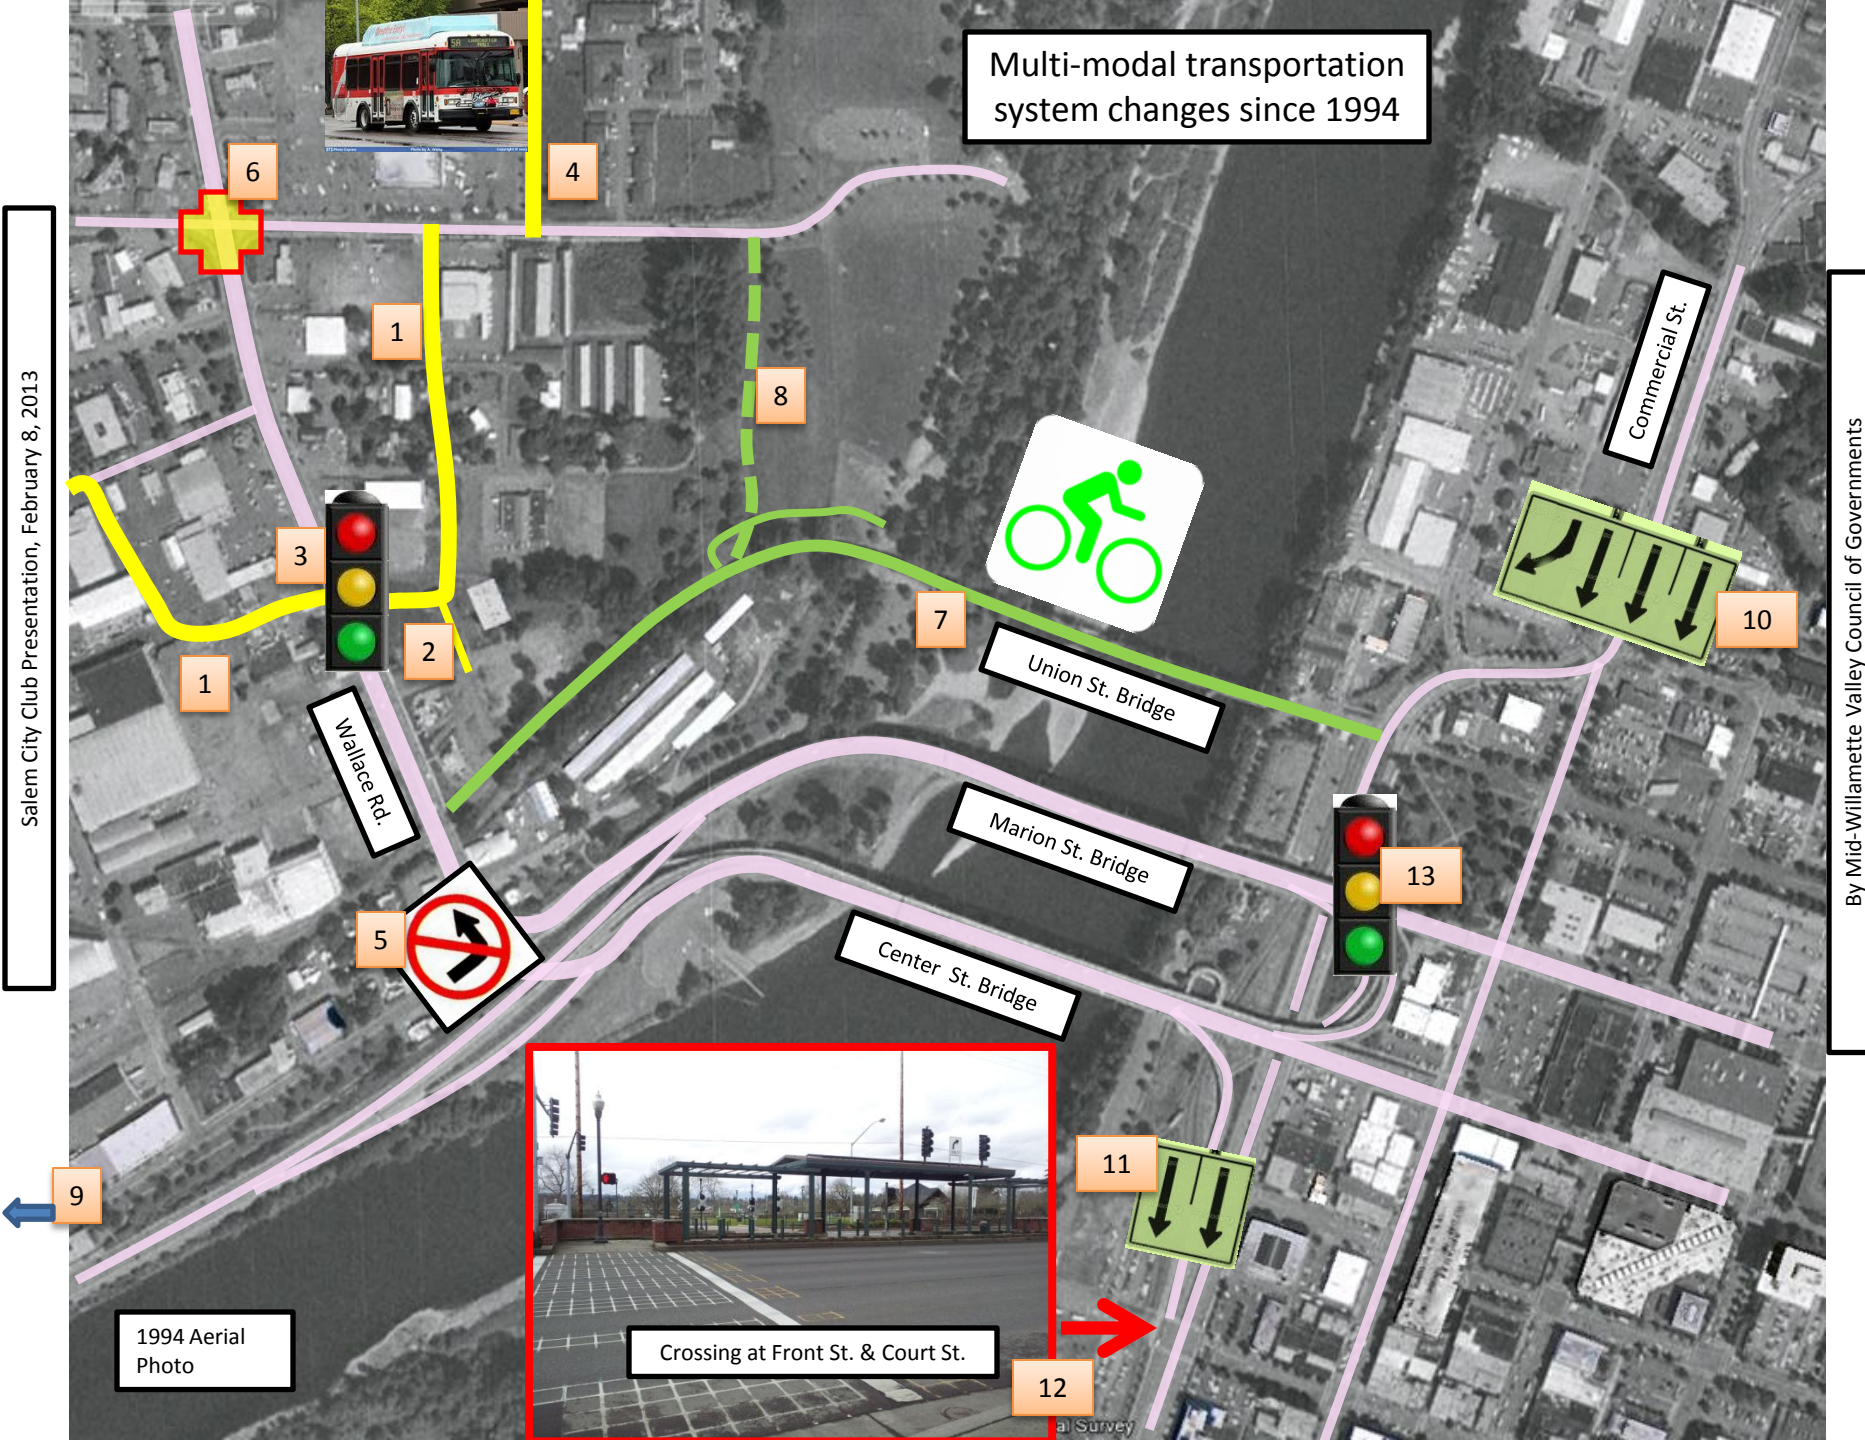 Multi-modal transportation
system changes since 1994
5A
6
4
1
8
Commercial St.
3
2
1
7
10
Union St. Bridge
Wallace Rd.
Marion St. Bridge
13
5
Center St. Bridge
11
9
1994 Aerial
Photo
Crossing at Front St. & Court St.
12
al Survey
Salem City Club Presentation, February 8, 2013
By Mid-Willamette Valley Council of Governments